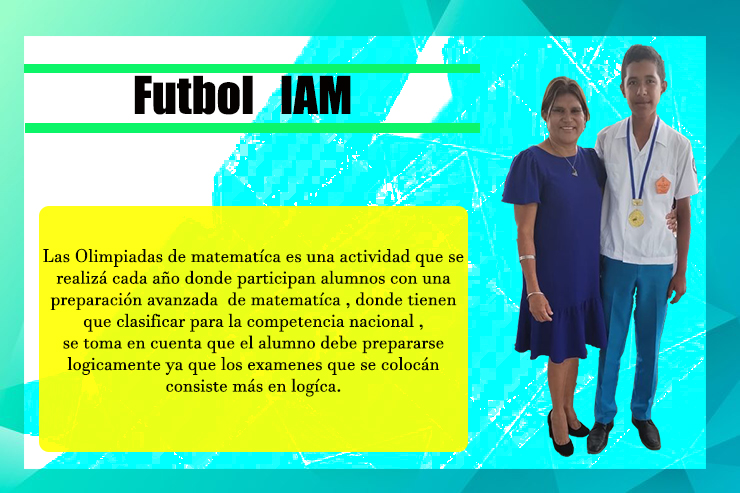 Futbol IAM
Las Olimpiadas de matematíca es una actividad que se
realizá cada año donde participan alumnos con una
preparación avanzada de matematíca , donde tienen
que clasificar para la competencia nacional ,
se toma en cuenta que el alumno debe prepararse
logicamente ya que los examenes que se colocán
consiste más en logíca.